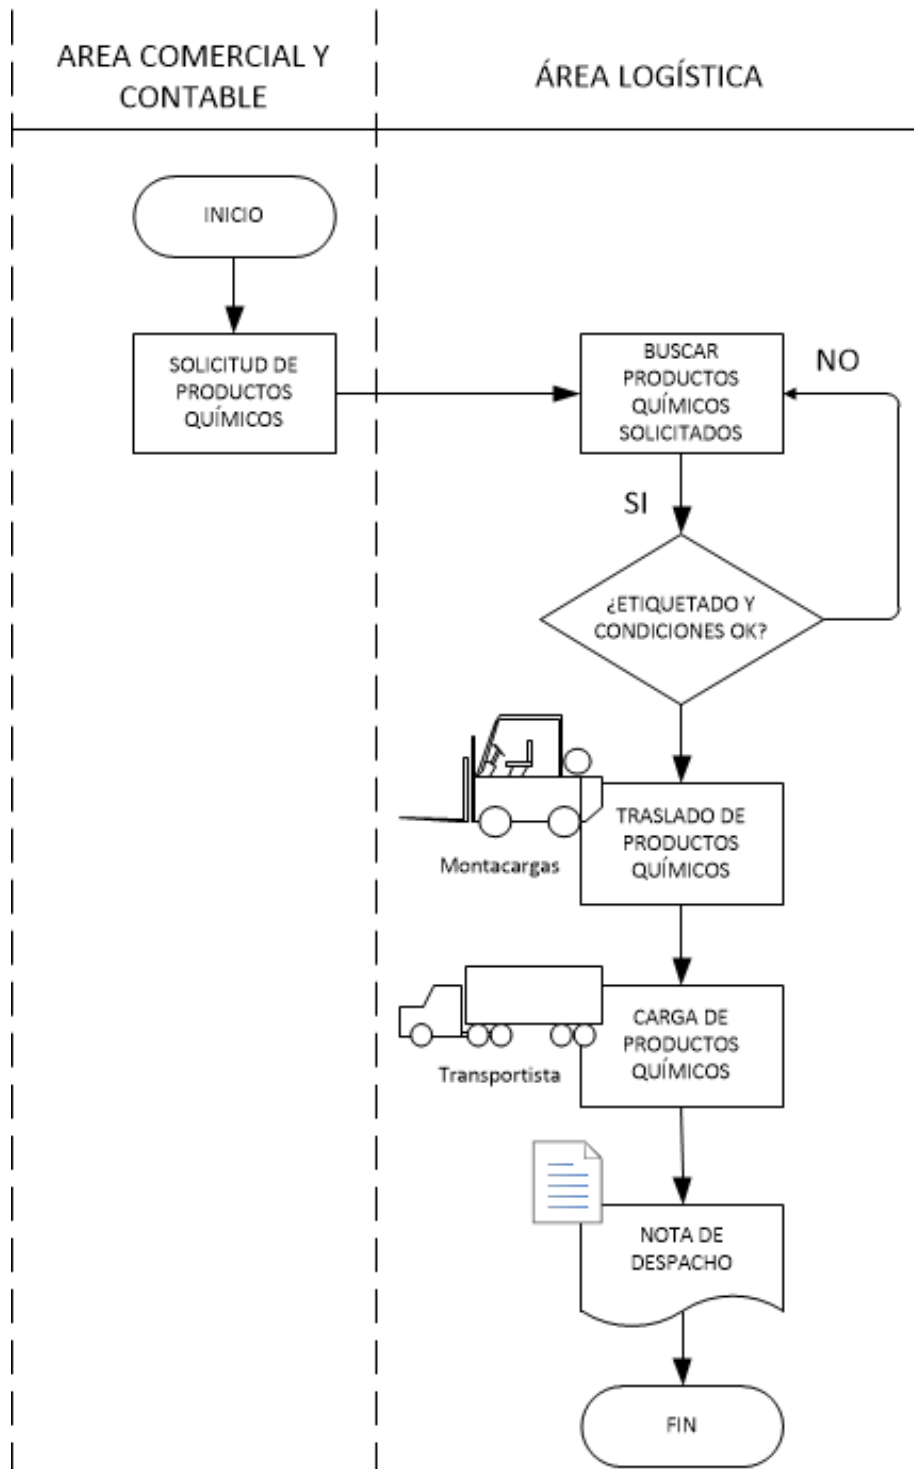 AREA COMERCIAL Y
CONTABLE
ÁREA LOGÍSTICA
INICIO
SOLICITUD DE
PRODUCTOS
QUÍMICOS
BUSCAR
PRODUCTOS
QUÍMICOS
SOLICITADOS
NO
SI
¿ETIQUETADO Y
CONDICIONES OK?
Montacargas
TRASLADO DE
PRODUCTOS
QUÍMICOS
Transportista
CARGA DE
PRODUCTOS
QUÍMICOS
NOTA DE
DESPACHO
FIN